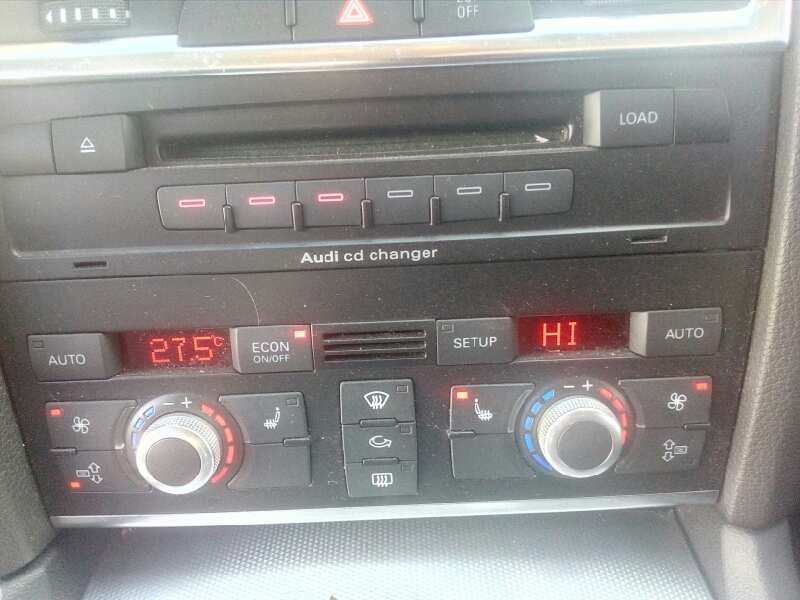 OFF
LOAD
Audi cd changer
AUTO
27.5°C
ECON
ON/OFF
SETUP
HI
AUTO
- +
- +